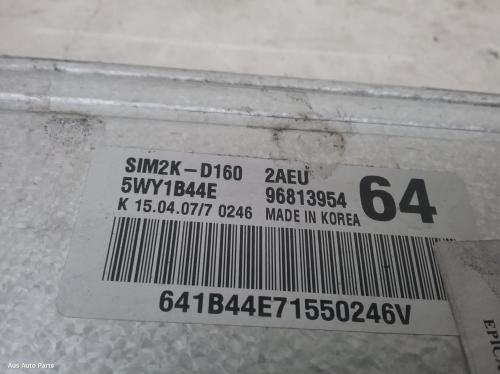 SIM2K-D160 2AEU
5WY1B44E 96813954 64
K 15.04.07/7 0246 MADE IN KOREA
641B44E71550246V
Aus Auto Parts